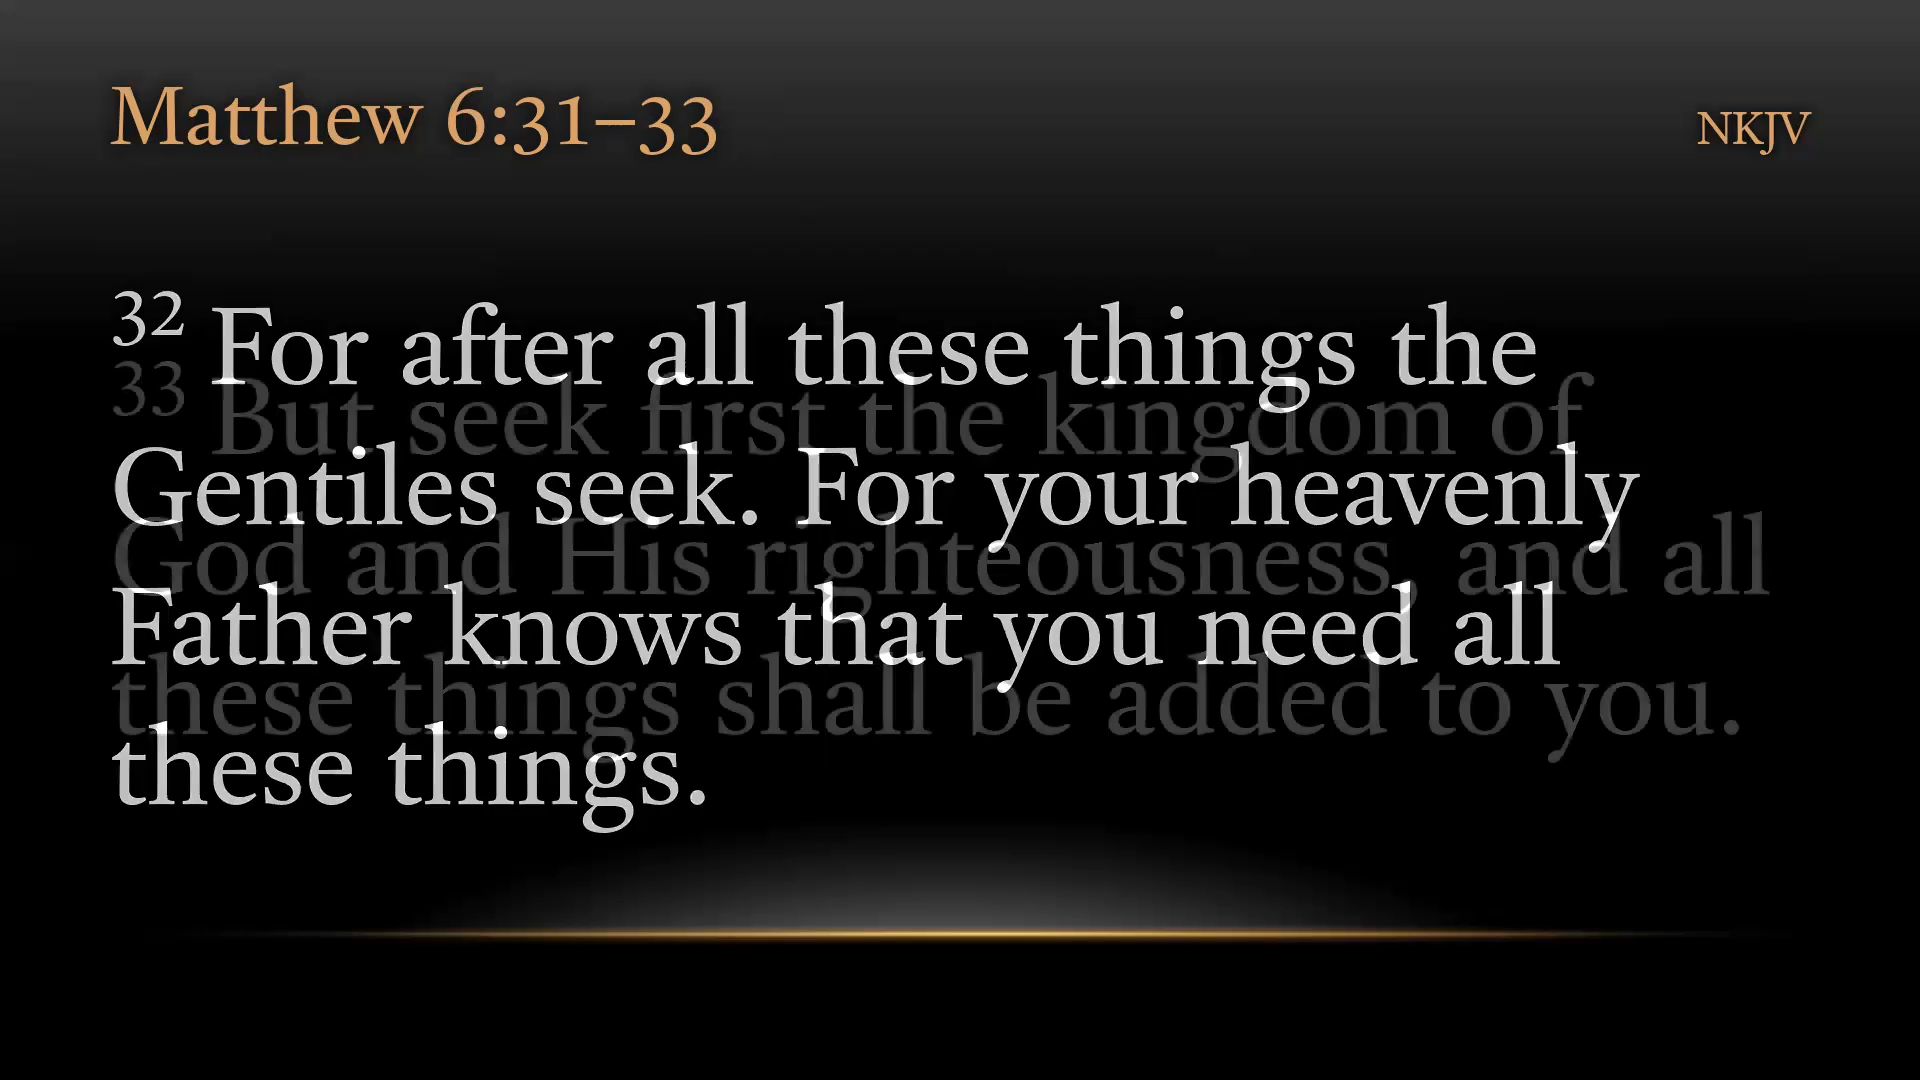 Matthew 6:31–33
NKJV
32 For after all these things the
Gentiles seek. For your heavenly
Father knows that you need all
these things.
33 But seek first the kingdom of
God and His righteousness, and all
these things shall be added to you.